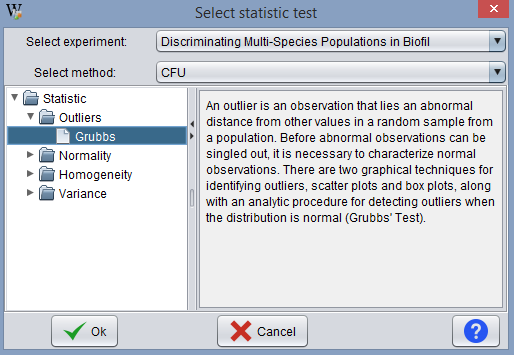 Select statistic test
Select experiment:
Discriminating Multi-Species Populations in Biofil
Select method:
CFU
Statistic
Outliers
Grubbs
Normality
Homogeneity
Variance
An outlier is an observation that lies an abnormal
distance from other values in a random sample from
a population. Before abnormal observations can be
singled out, it is necessary to characterize normal
observations. There are two graphical techniques for
identifying outliers, scatter plots and box plots, along
with an analytic procedure for detecting outliers when
the distribution is normal (Grubbs' Test).
Ok
Cancel
?